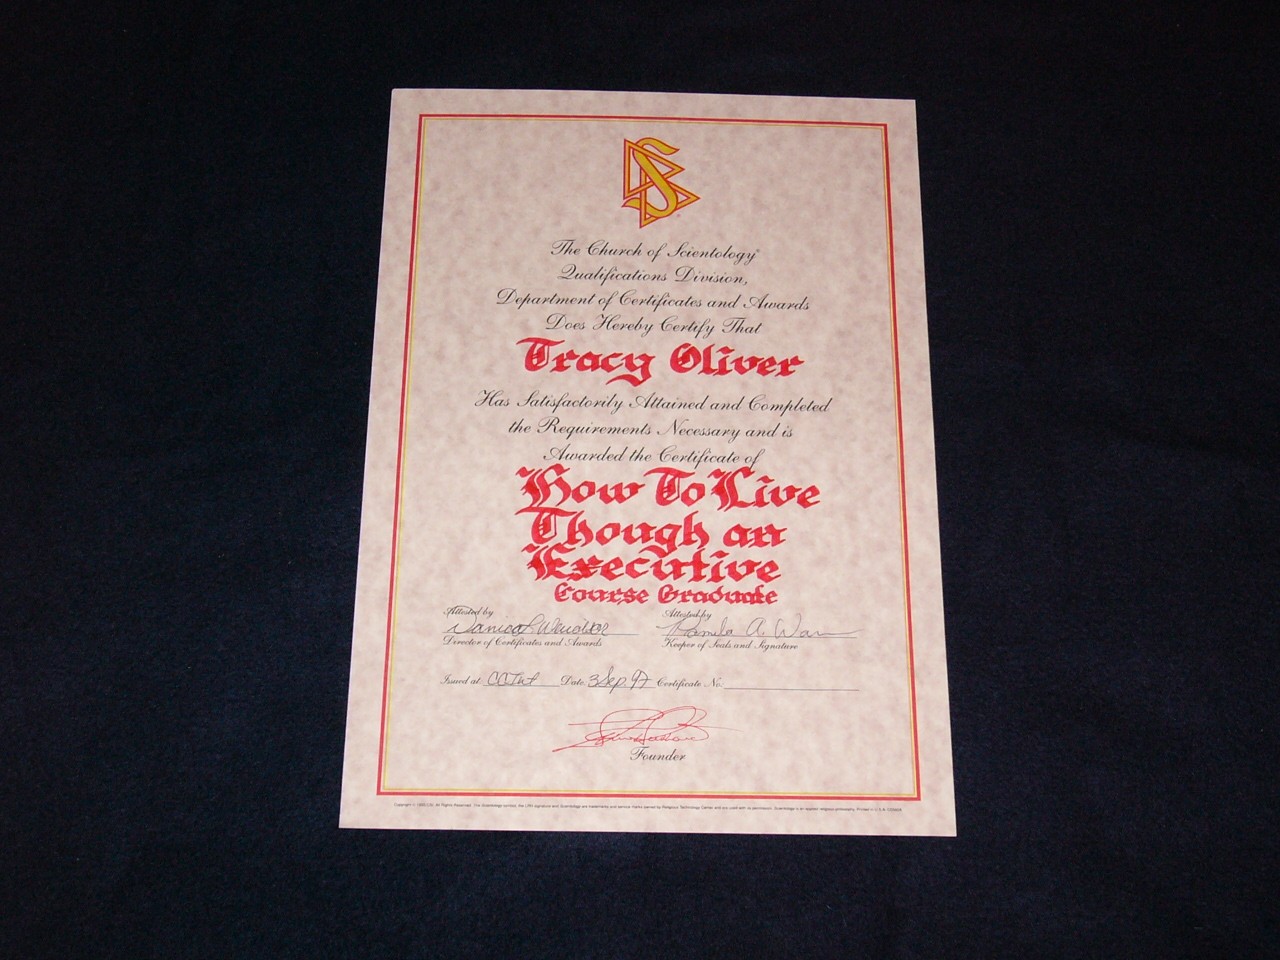 The Church of Scientology®
Qualifications Division,
Department of Certificates and Awards
Does Hereby Certify That
Tracy Oliver
Has Satisfactorily Attained and Completed
the Requirements Necessary and is
Awarded the Certificate of
How To Live
Though an
Executive
Course Graduate
Attested by
Attested by
Pamela A.
Director of Certificates and Awards
Keeper of Seals and Signature
Issued at CC Int Date 3 Sep. 97 Certificate No.
Founder